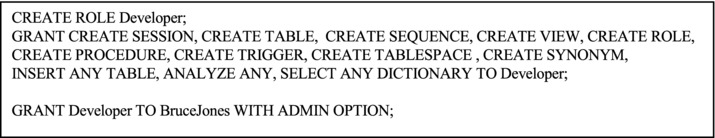 CREATE ROLE Developer;
GRANT CREATE SESSION, CREATE TABLE, CREATE SEQUENCE, CREATE VIEW, CREATE ROLE,
CREATE PROCEDURE, CREATE TRIGGER, CREATE TABLESPACE , CREATE SYNONYM,
INSERT ANY TABLE, ANALYZE ANY, SELECT ANY DICTIONARY TO Developer;
GRANT Developer TO BruceJones WITH ADMIN OPTION;